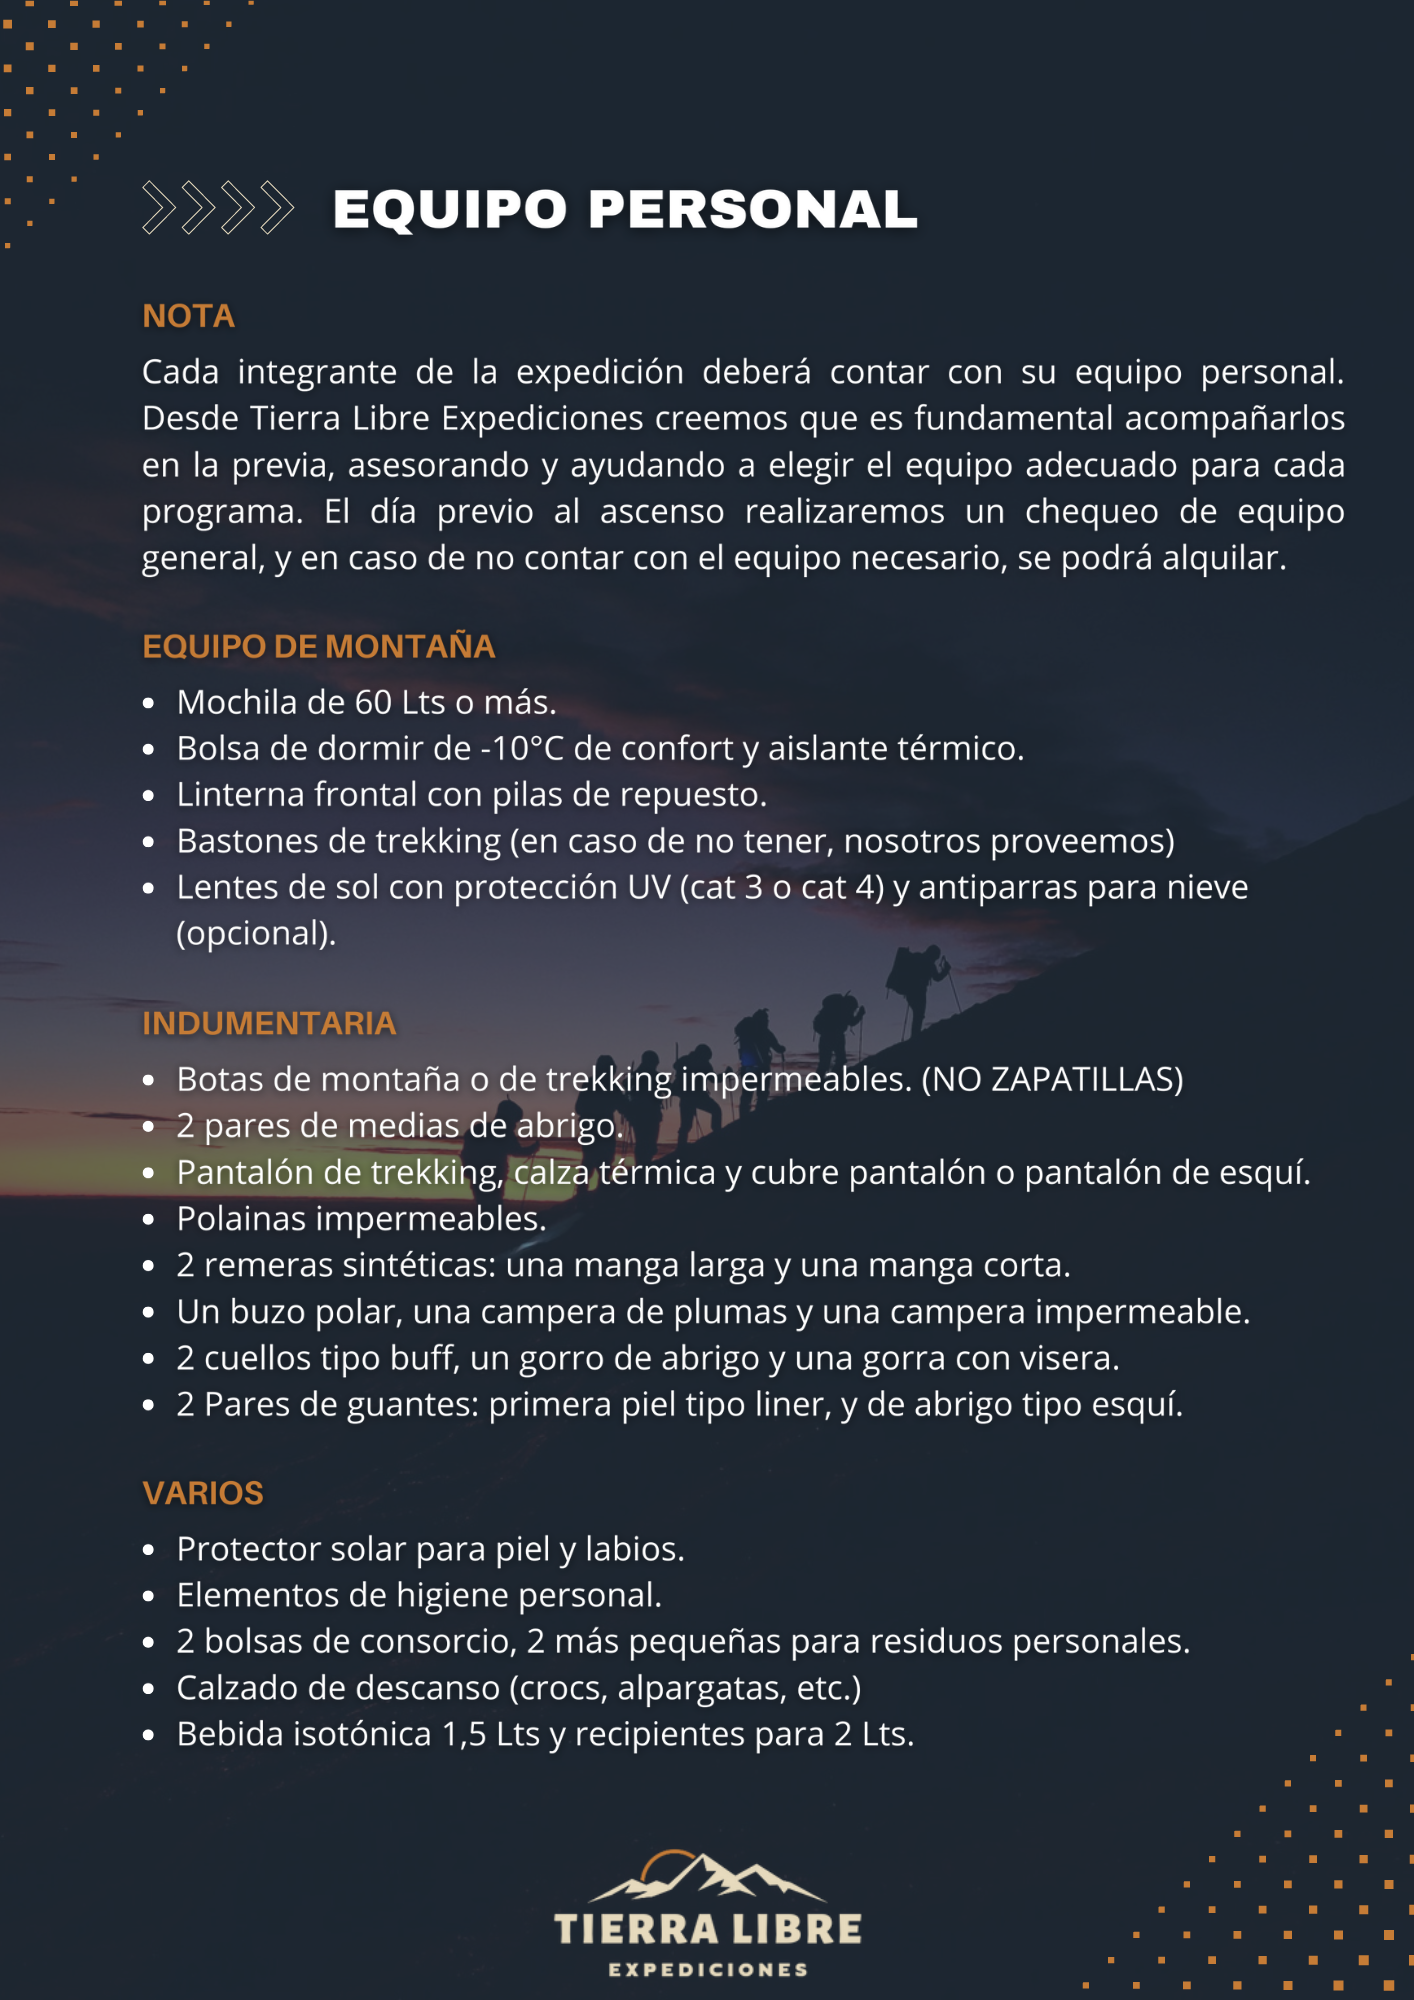 EQUIPO PERSONAL
NOTA
Cada integrante de la expedición deberá contar con su equipo personal.
Desde Tierra Libre Expediciones creemos que es fundamental acompañarlos
en la previa, asesorando y ayudando a elegir el equipo adecuado para cada
programa. El día previo al ascenso realizaremos un chequeo de equipo
general, y en caso de no contar con el equipo necesario, se podrá alquilar.
EQUIPO DE MONTAÑA
• Mochila de 60 Lts o más.
• Bolsa de dormir de -10°C de confort y aislante térmico.
• Linterna frontal con pilas de repuesto.
• Bastones de trekking (en caso de no tener, nosotros proveemos)
• Lentes de sol con protección UV (cat 3 o cat 4) y antiparras para nieve
(opcional).
INDUMENTARIA
• Botas de montaña o de trekking impermeables. (NO ZAPATILLAS)
• 2 pares de medias de abrigo.
• Pantalón de trekking, calza térmica y cubre pantalón o pantalón de esquí.
• Polainas impermeables.
• 2 remeras sintéticas: una manga larga y una manga corta.
• Un buzo polar, una campera de plumas y una campera impermeable.
• 2 cuellos tipo buff, un gorro de abrigo y una gorra con visera.
• 2 Pares de guantes: primera piel tipo liner, y de abrigo tipo esquí.
VARIOS
• Protector solar para piel y labios.
• Elementos de higiene personal.
• 2 bolsas de consorcio, 2 más pequeñas para residuos personales.
• Calzado de descanso (crocs, alpargatas, etc.)
• Bebida isotónica 1,5 Lts y recipientes para 2 Lts.
TIERRA LIBRE
EXPEDICIONES